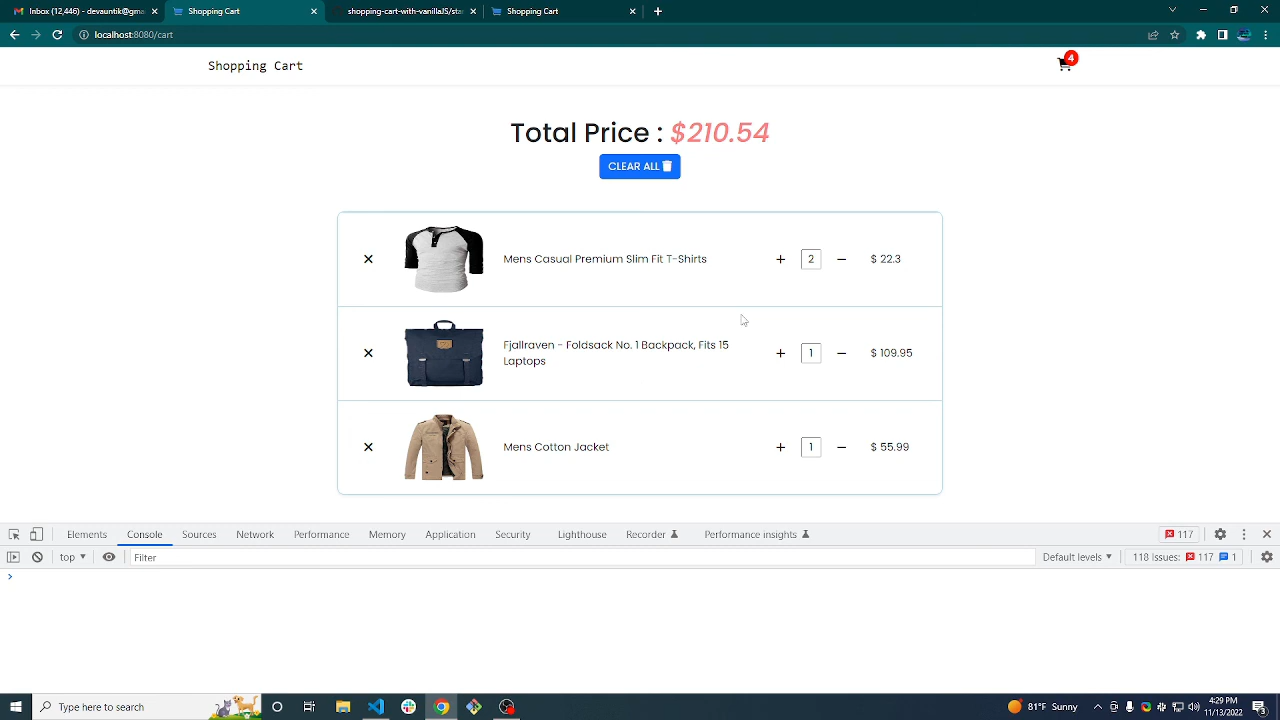 Inbox (12,446) - devautik@gma
Shopping Cart
shopping-cart-with-vanillaJS/sta
Shopping Cart
localhost:8080/cart
Shopping Cart
4
Total Price : $210.54
CLEAR ALL
Mens Casual Premium Slim Fit T-Shirts
+ 2 − $ 22.3
Fjallraven - Foldsack No. 1 Backpack, Fits 15
Laptops
+ 1 − $ 109.95
Mens Cotton Jacket
+ 1 − $ 55.99
Elements Console Sources Network Performance Memory Application Security Lighthouse Recorder Performance insights 117
top Filter Default levels 118 Issues: 117 1
Type here to search
81°F Sunny
4:29 PM
11/13/2022